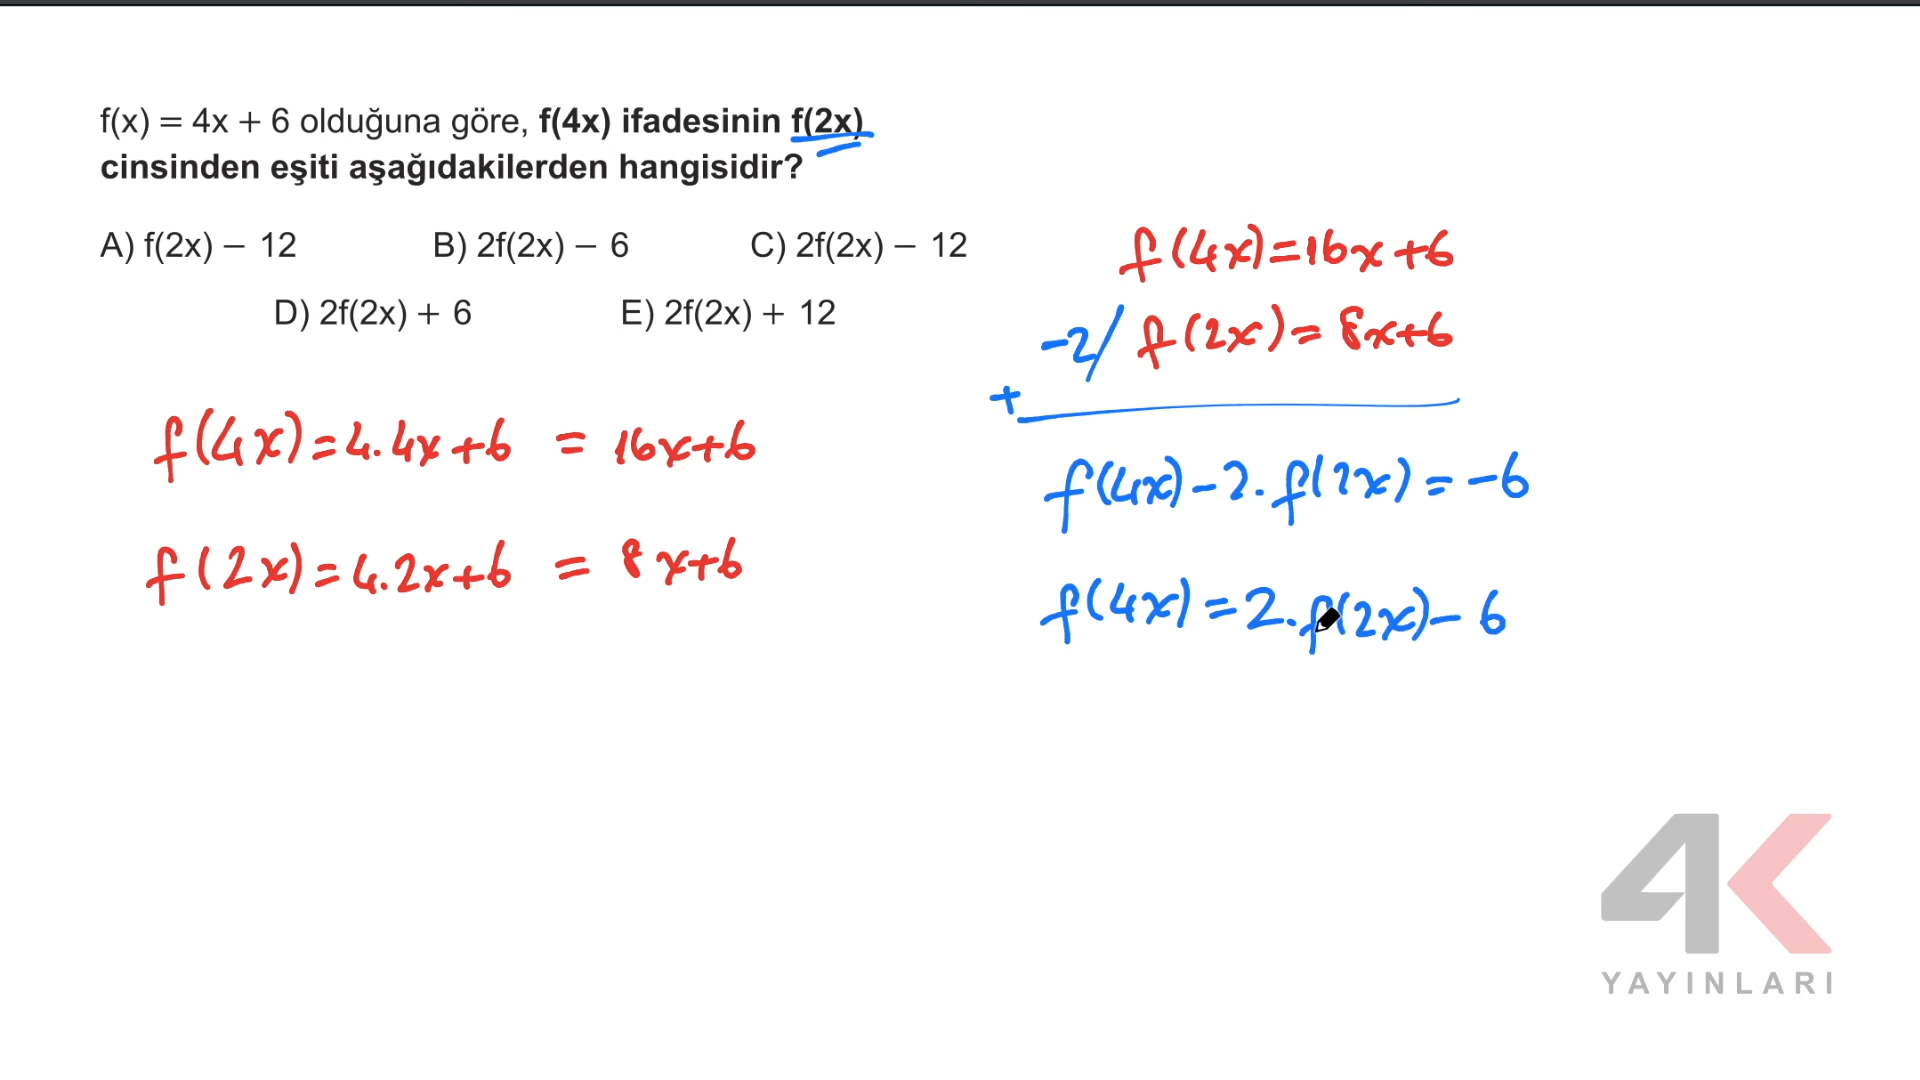 f(x) = 4x + 6 olduğuna göre, f(4x) ifadesinin f(2x)
cinsinden eşiti aşağıdakilerden hangisidir?
A) f(2x) – 12 B) 2f(2x) – 6 C) 2f(2x) – 12
D) 2f(2x) + 6 E) 2f(2x) + 12
f(4x)=4.4x+6 = 16x+6
f(2x)=4.2x+6 = 8x+6
f(4x)=16x+6
-2/ f(2x)=8x+6
+
f(4x)-2.f(2x)=-6
f(4x)=2.f(2x)-6
4K
YAYINLARI